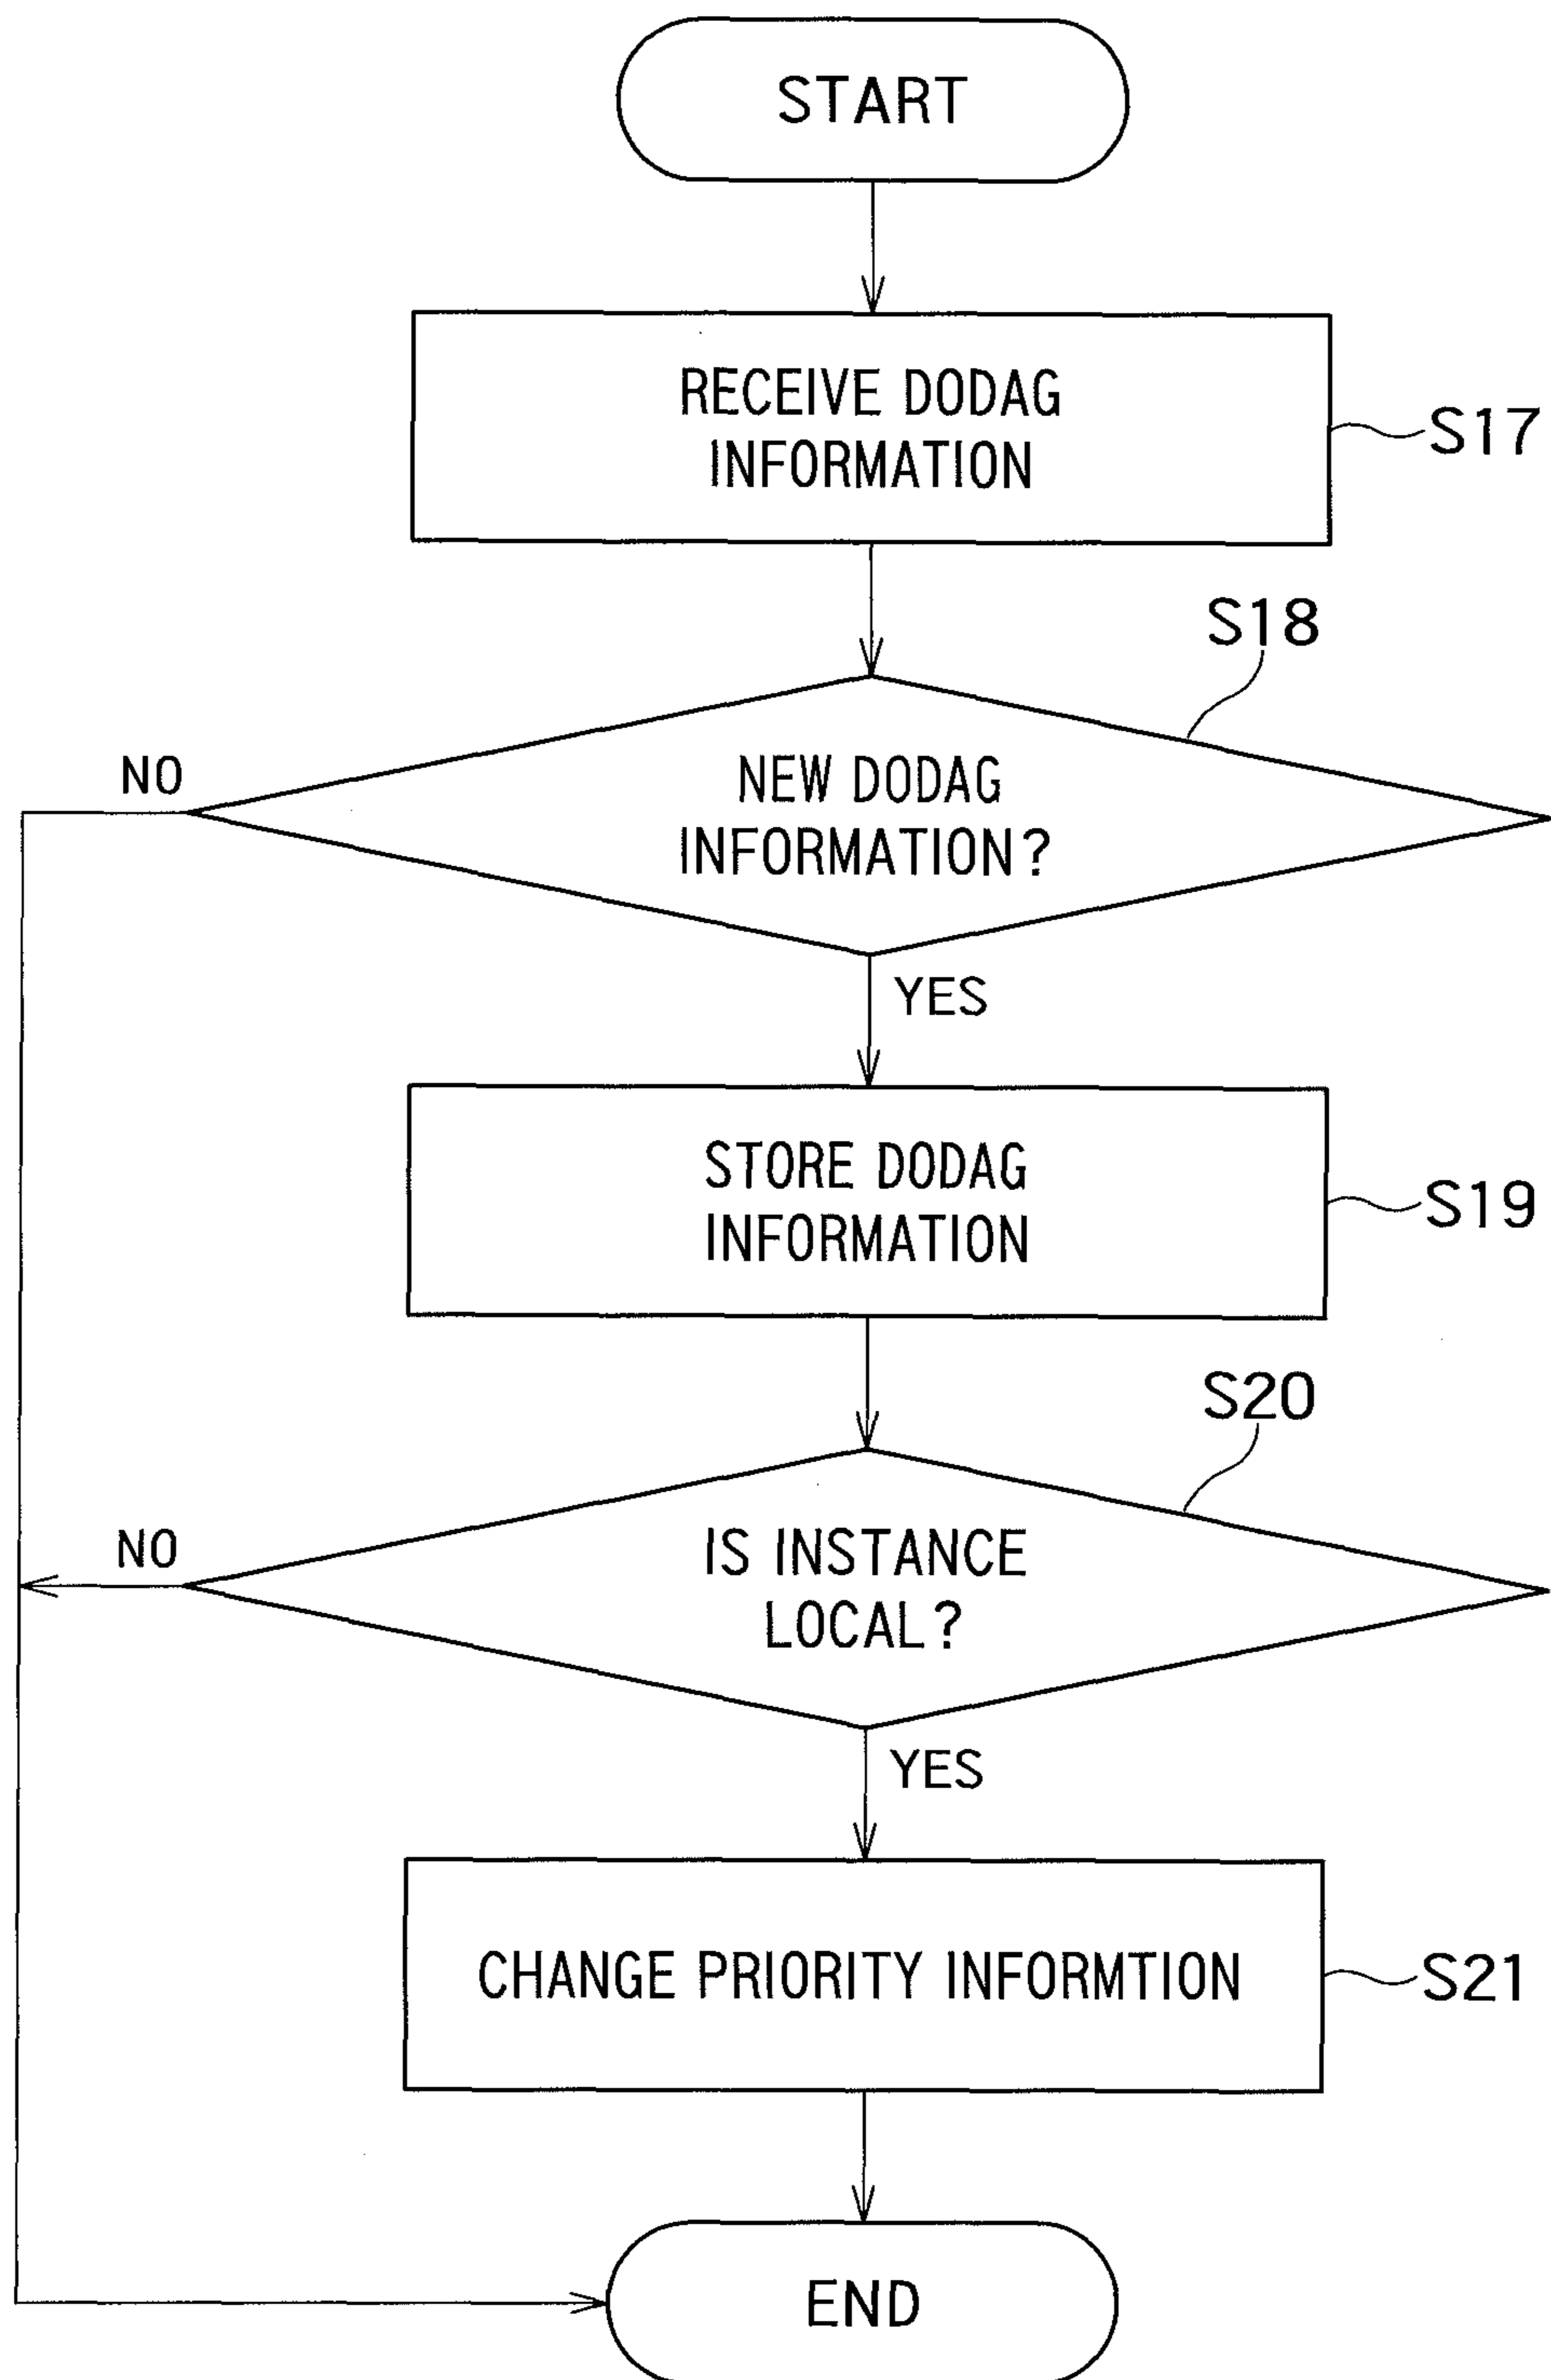 START
RECEIVE DODAG
INFORMATION
S17
S18
NO
NEW DODAG
INFORMATION?
YES
STORE DODAG
INFORMATION
S19
S20
NO
IS INSTANCE
LOCAL?
YES
CHANGE PRIORITY INFORMTION
S21
END